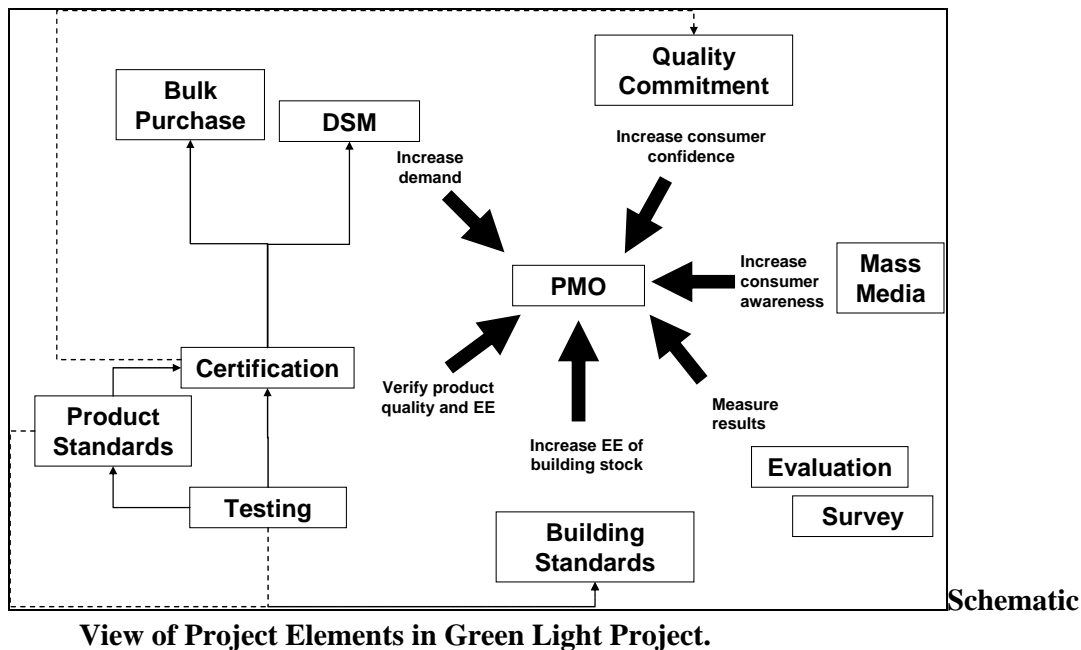 Quality
Commitment
Bulk
Purchase
DSM
Increase consumer
confidence
Increase
demand
PMO
Increase
consumer
awareness
Mass
Media
Certification
Verify product
quality and EE
Measure
results
Product
Standards
Increase EE of
building stock
Evaluation
Testing
Survey
Building
Standards
Schematic
View of Project Elements in Green Light Project.